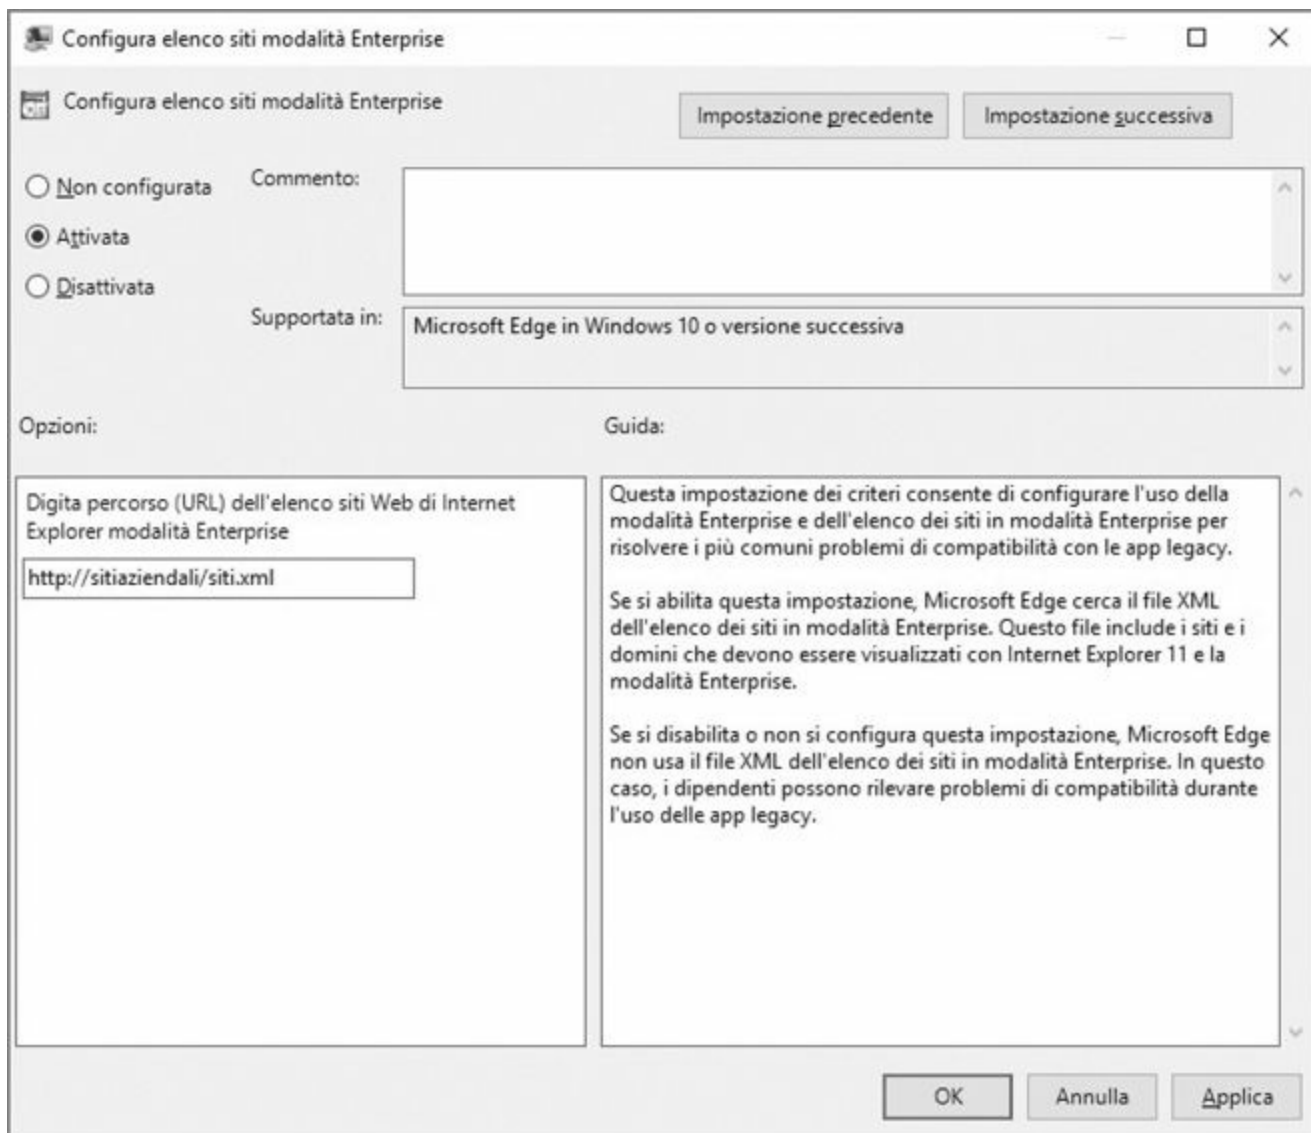 Configura elenco siti modalità Enterprise
Configura elenco siti modalità Enterprise
Impostazione precedente
Impostazione successiva
Non configurata
Commento:
Attivata
Disattivata
Supportata in:
Microsoft Edge in Windows 10 o versione successiva
Opzioni:
Guida:
Digita percorso (URL) dell'elenco siti Web di Internet
Explorer modalità Enterprise
http://sitiaziendali/siti.xml
Questa impostazione dei criteri consente di configurare l'uso della
modalità Enterprise e dell'elenco dei siti in modalità Enterprise per
risolvere i più comuni problemi di compatibilità con le app legacy.
Se si abilita questa impostazione, Microsoft Edge cerca il file XML
dell'elenco dei siti in modalità Enterprise. Questo file include i siti e i
domini che devono essere visualizzati con Internet Explorer 11 e la
modalità Enterprise.
Se si disabilita o non si configura questa impostazione, Microsoft Edge
non usa il file XML dell'elenco dei siti in modalità Enterprise. In questo
caso, i dipendenti possono rilevare problemi di compatibilità durante
l'uso delle app legacy.
OK
Annulla
Applica